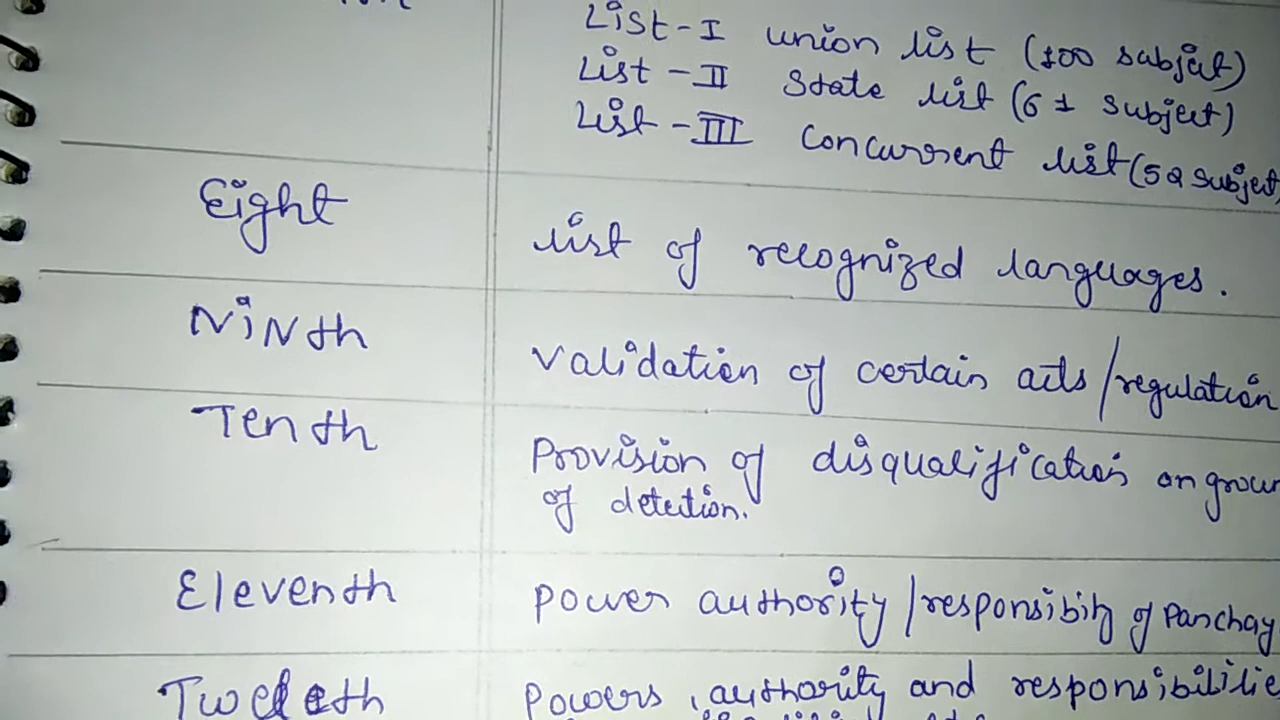 List-I union list (100 subject)
List-II State list (61 subject)
List-III Concurrent list (52 subject)
Eight
list of recognized languages.
NiNth
validation of certain acts/regulation
Tenth
Provision of disqualification on groun
of detection.
Eleventh
power authority/responsibity of Panchay
Tweleth
Powers, authority and responsibilitie